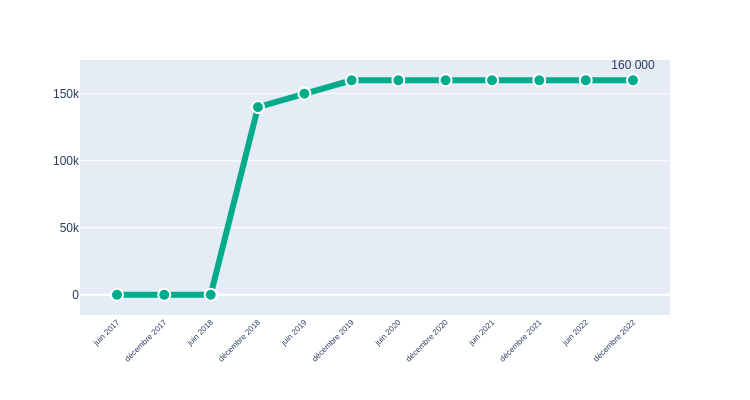 160 000
150k
100k
50k
0
juin 2017
décembre 2017
juin 2018
décembre 2018
juin 2019
décembre 2019
juin 2020
décembre 2020
juin 2021
décembre 2021
juin 2022
décembre 2022